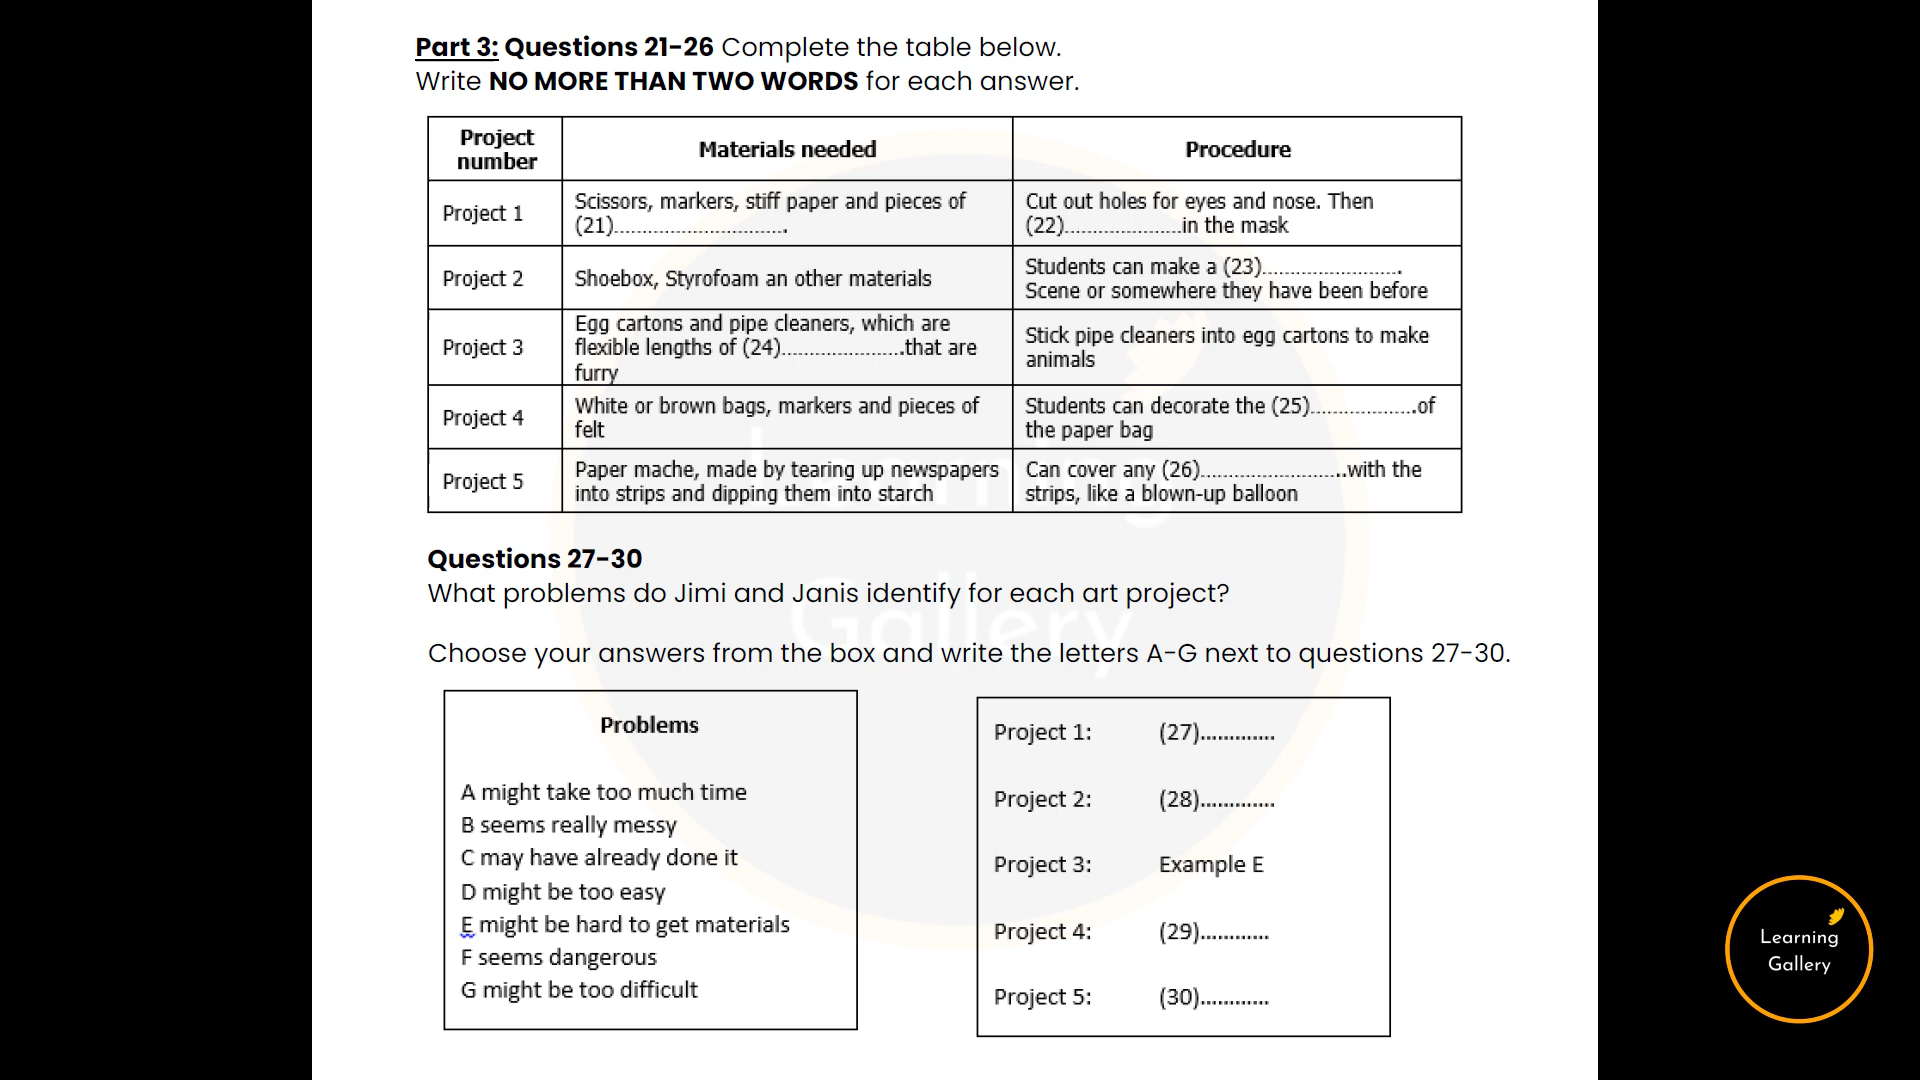 Part 3: Questions 21-26 Complete the table below.
Write NO MORE THAN TWO WORDS for each answer.
Project number
Materials needed
Procedure
Project 1
Scissors, markers, stiff paper and pieces of
(21)................................
Cut out holes for eyes and nose. Then
(22).....................in the mask
Project 2
Shoebox, Styrofoam an other materials
Students can make a (23).........................
Scene or somewhere they have been before
Project 3
Egg cartons and pipe cleaners, which are
flexible lengths of (24)......................that are
furry
Stick pipe cleaners into egg cartons to make
animals
Project 4
White or brown bags, markers and pieces of
felt
Students can decorate the (25)...................of
the paper bag
Project 5
Paper mache, made by tearing up newspapers
into strips and dipping them into starch
Can cover any (26)..........................with the
strips, like a blown-up balloon
Questions 27-30
What problems do Jimi and Janis identify for each art project?
Choose your answers from the box and write the letters A-G next to questions 27-30.
Problems
A might take too much time
B seems really messy
C may have already done it
D might be too easy
E might be hard to get materials
F seems dangerous
G might be too difficult
Project 1: (27).............
Project 2: (28).............
Project 3: Example E
Project 4: (29)............
Project 5: (30)............
Learning
Gallery
Learning
Gallery